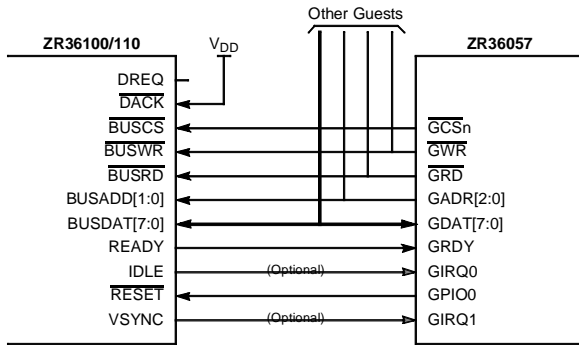 Other Guests
ZR36100/110 VDD ZR36057
DREQ
DACK
BUSCS GCSn
BUSWR GWR
BUSRD GRD
BUSADD[1:0] GADR[2:0]
BUSDAT[7:0] GDAT[7:0]
READY GRDY
IDLE (Optional) GIRQ0
RESET GPIO0
VSYNC (Optional) GIRQ1